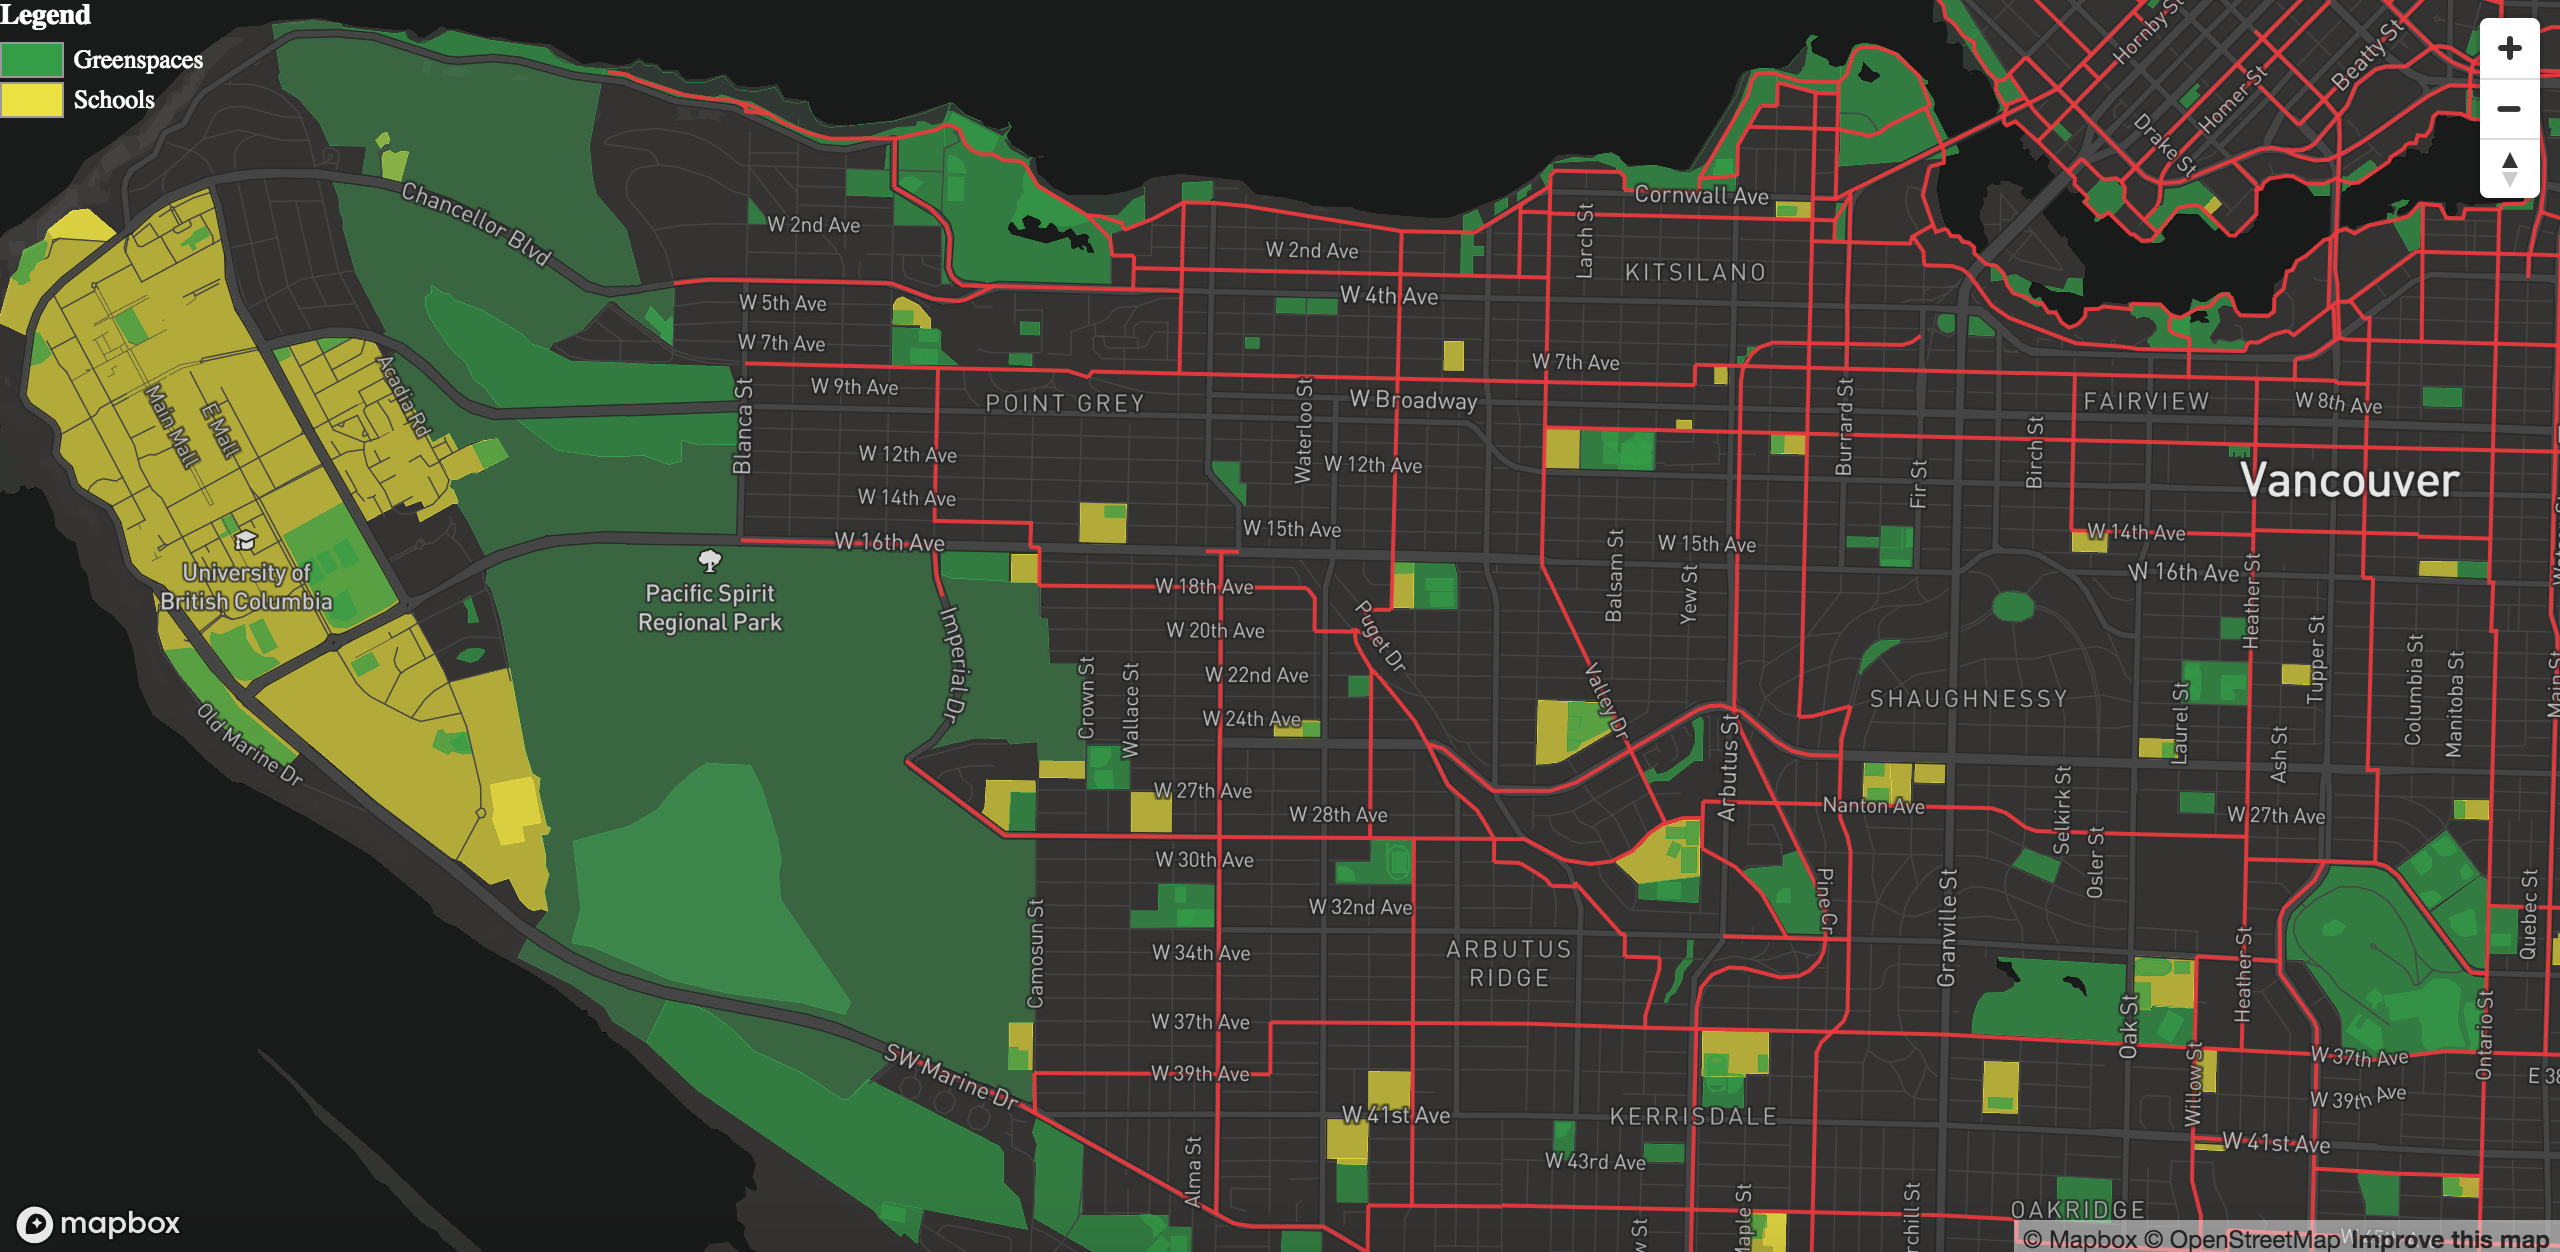 Legend
Greenspaces
Schools
Hornby St
Beatty St
Homer St
Drake St
Chancellor Blvd
Cornwall Ave
W 2nd Ave
W 2nd Ave
Larch St
KITSILANO
W 5th Ave
W 4th Ave
W 7th Ave
W 7th Ave
Acadia Rd
Main Mall
E Mall
Blanca St
W 9th Ave
POINT GREY
Waterloo St
W Broadway
Burrard St
FAIRVIEW
W 8th Ave
W 12th Ave
W 12th Ave
Birch St
Vancouver
W 14th Ave
Fir St
W 15th Ave
W 15th Ave
W 14th Ave
W 16th Ave
University of
British Columbia
Pacific Spirit
Regional Park
W 18th Ave
Balsam St
Yew St
W 16th Ave
Heather St
Imperial Dr
W 20th Ave
Puget Dr
Tupper St
Crown St
Wallace St
W 22nd Ave
Valley Dr
SHAUGHNESSY
Laurel St
Columbia St
Manitoba St
Main St
Old Marine Dr
W 24th Ave
Arbutus St
Ash St
W 27th Ave
W 28th Ave
Nanton Ave
Selkirk St
W 27th Ave
Osler St
W 30th Ave
Pine Cr
Granville St
Quebec St
Camosun St
W 32nd Ave
W 34th Ave
ARBUTUS
RIDGE
Heather St
Oak St
Ontario St
W 37th Ave
W 37th Ave
SW Marine Dr
W 39th Ave
Willow St
W 39th Ave
E 38
W 41st Ave
KERRISDALE
W 41st Ave
Alma St
W 43rd Ave
Maple St
OAKRIDGE
mapbox
© Mapbox © OpenStreetMap Improve this map